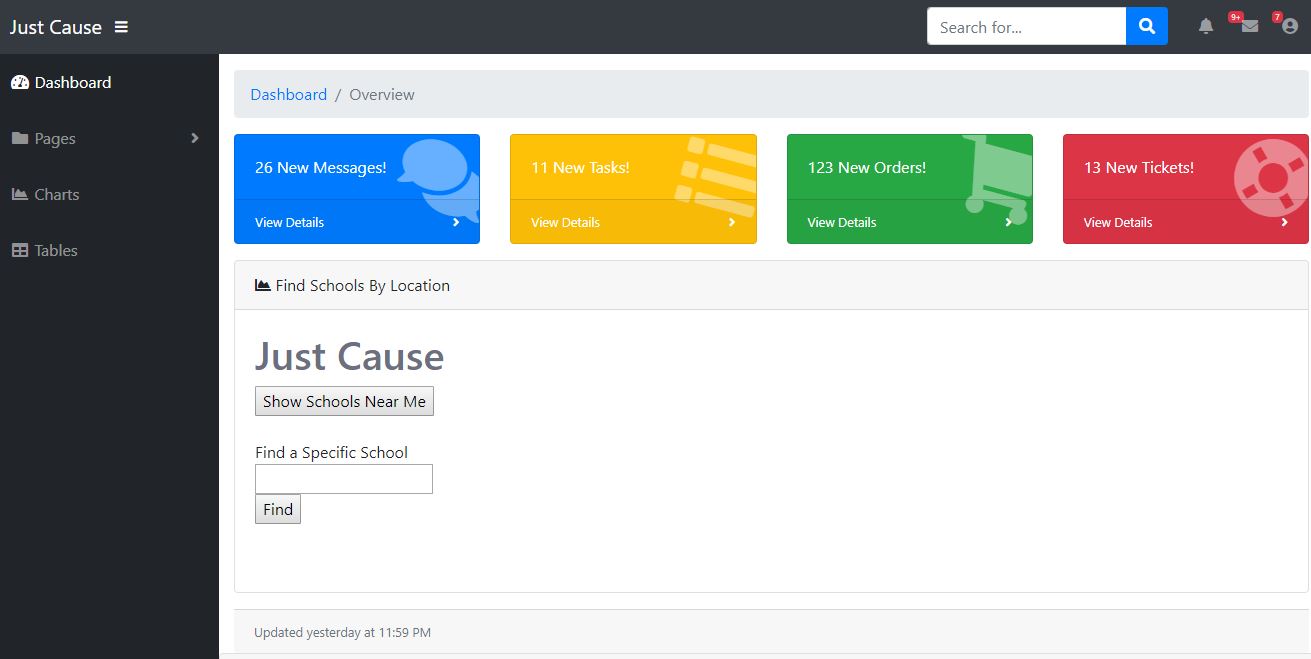 Just Cause
Search for...
9+
7
Dashboard
Pages
Charts
Tables
Dashboard / Overview
26 New Messages!
View Details
11 New Tasks!
View Details
123 New Orders!
View Details
13 New Tickets!
View Details
Find Schools By Location
Just Cause
Show Schools Near Me
Find a Specific School
Find
Updated yesterday at 11:59 PM